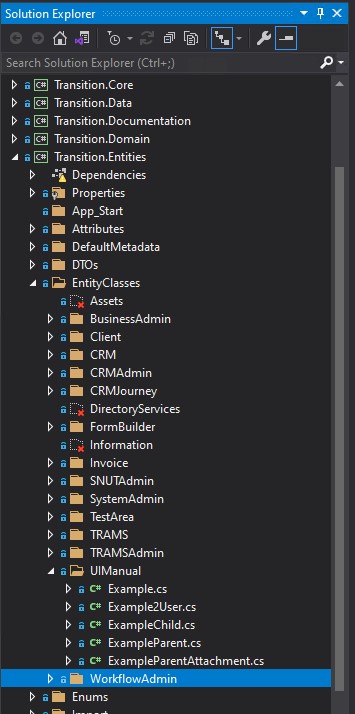 Solution Explorer
Search Solution Explorer (Ctrl+;)
C# Transition.Core
C# Transition.Data
C# Transition.Documentation
C# Transition.Domain
C# Transition.Entities
Dependencies
Properties
App_Start
Attributes
DefaultMetadata
DTOs
EntityClasses
Assets
BusinessAdmin
Client
CRM
CRMAdmin
CRMJourney
DirectoryServices
FormBuilder
Information
Invoice
SNUTAdmin
SystemAdmin
TestArea
TRAMS
TRAMSAdmin
UIManual
C# Example.cs
C# Example2User.cs
C# ExampleChild.cs
C# ExampleParent.cs
C# ExampleParentAttachment.cs
WorkflowAdmin
Enums
Import